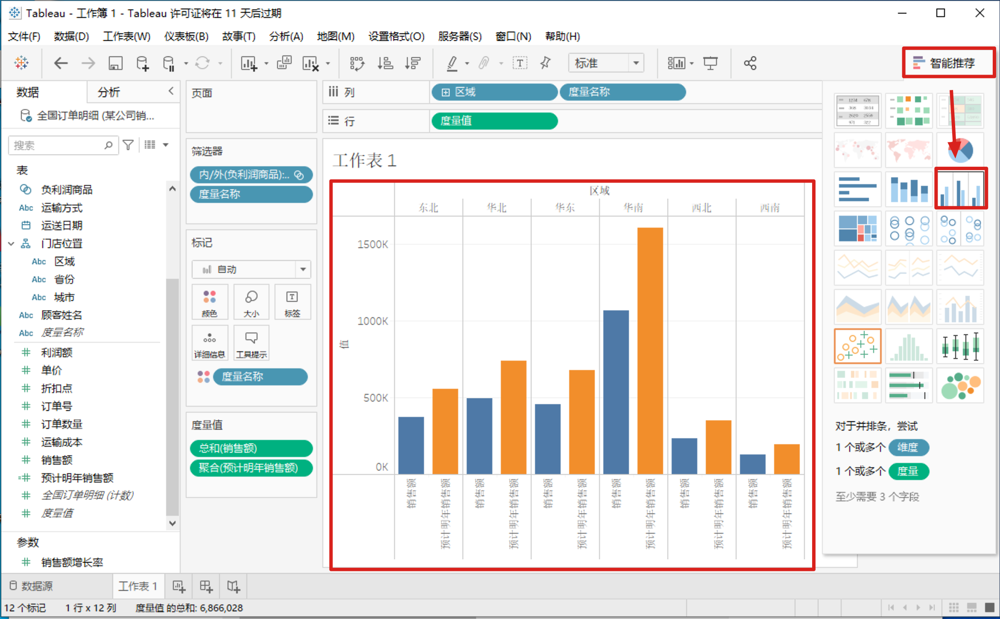 Tableau - 工作簿 1 - Tableau 许可证将在 11 天后过期
文件(F) 数据(D) 工作表(W) 仪表板(B) 故事(T) 分析(A) 地图(M) 设置格式(O) 服务器(S) 窗口(N) 帮助(H)
标准
智能推荐
数据 分析
全国订单明细 (某公司销...
搜索
表
负利润商品
Abc 运输方式
运送日期
门店位置
Abc 区域
Abc 省份
Abc 城市
Abc 顾客姓名
Abc 度量名称
利润额
单价
折扣点
订单号
订单数量
运输成本
销售额
预计明年销售额
全国订单明细 (计数)
度量值
参数
销售额增长率
页面
筛选器
内/外(负利润商品):..
度量名称
标记
自动
颜色 大小 标签
详细信息 工具提示
度量名称
度量值
总和(销售额)
聚合(预计明年销售额)
列 区域 度量名称
行 度量值
工作表 1
区域
东北 华北 华东 华南 西北 西南
1500K
1000K
500K
0K
值
销售额 预计明年销售额 销售额 预计明年销售额 销售额 预计明年销售额 销售额 预计明年销售额 销售额 预计明年销售额 销售额 预计明年销售额
对于并排条，尝试
1 个或多个 维度
1 个或多个 度量
至少需要 3 个字段
数据源 工作表 1
12 个标记 1 行 x 12 列 度量值 的总和: 6,866,028